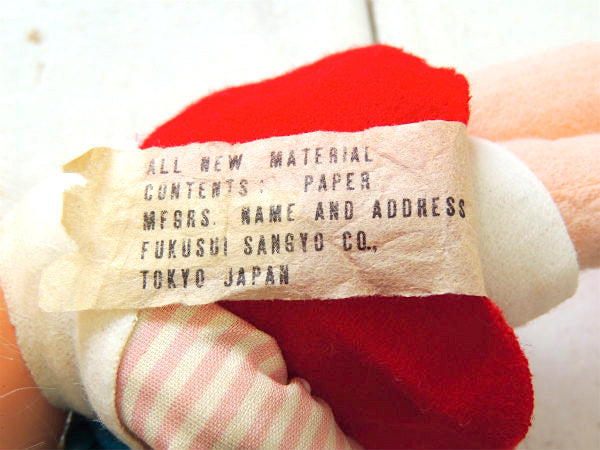 ALL NEW MATERIAL
CONTENTS: PAPER
MFGRS. NAME AND ADDRESS
FUKUSUI SANGYO CO.,
TOKYO JAPAN